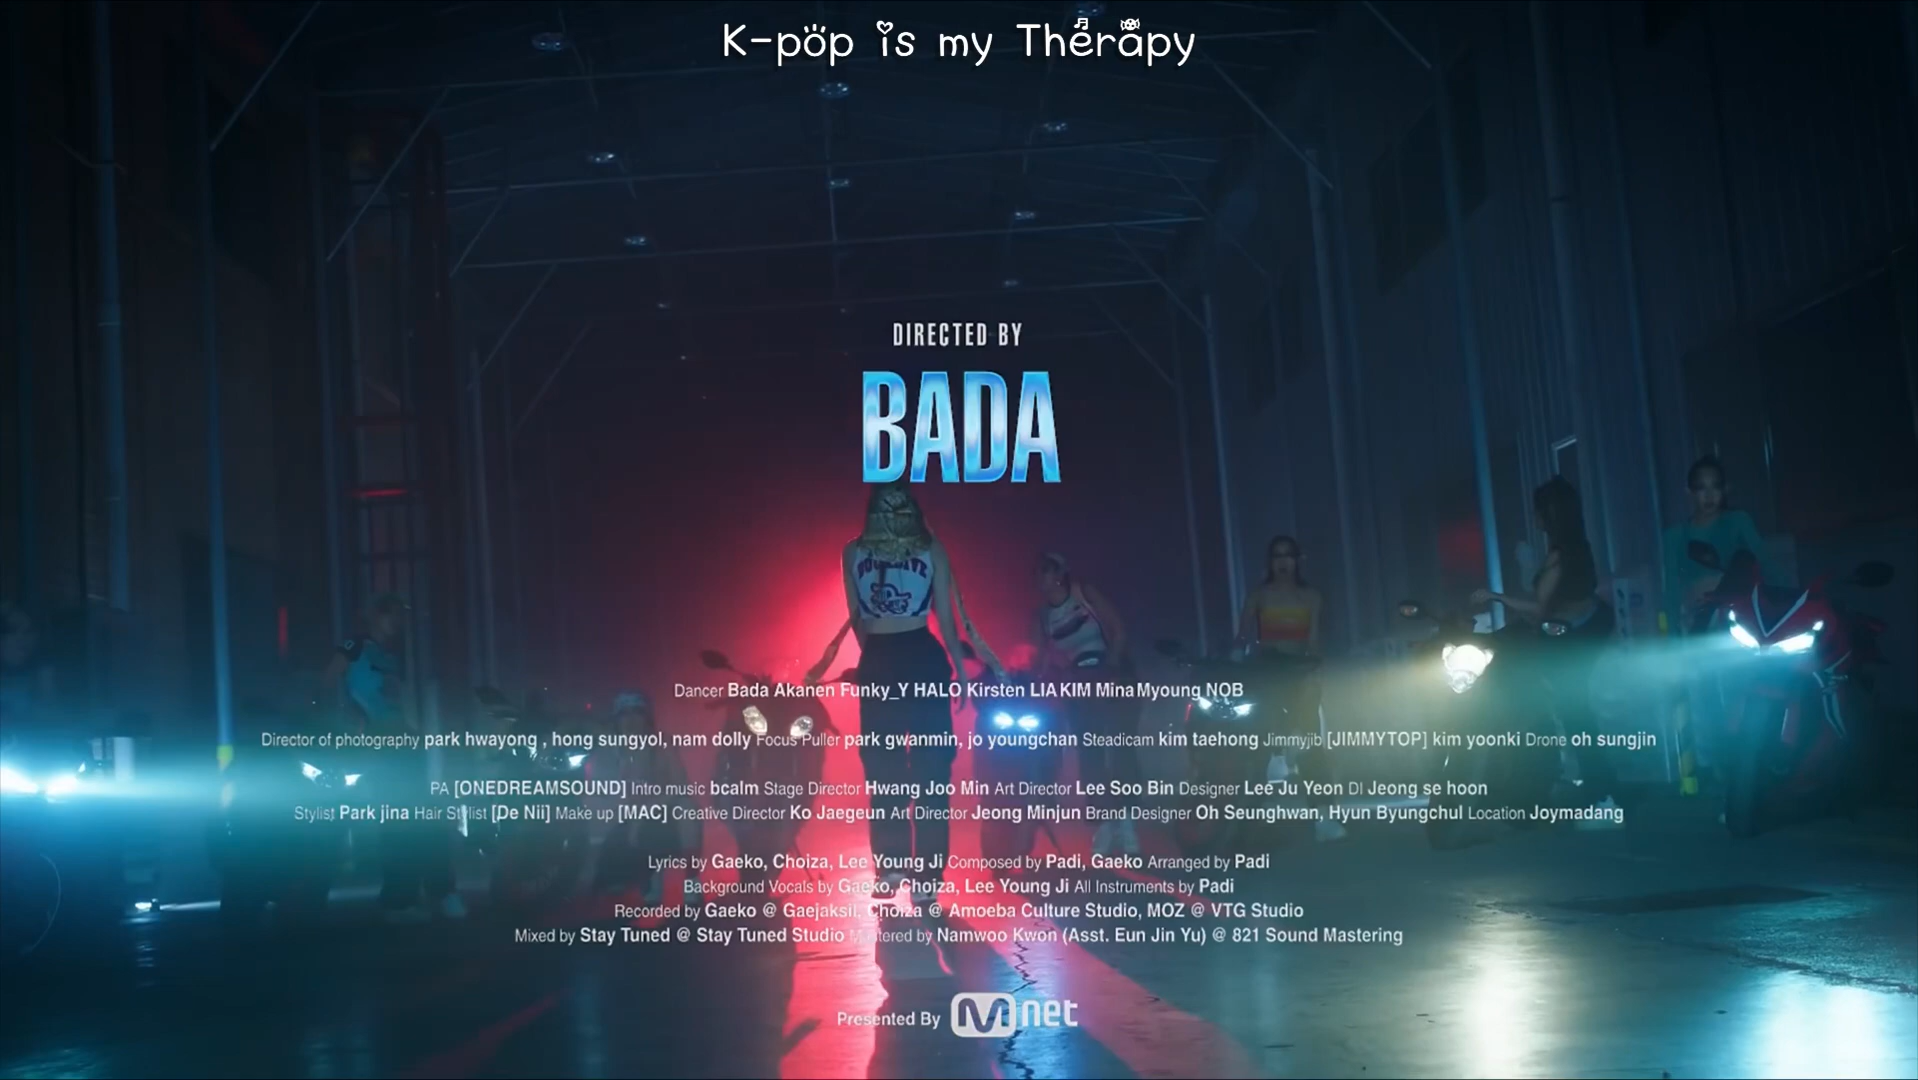 K-pop is my Therapy
DIRECTED BY
BADA
Dancer Bada Akanen Funky_Y HALO Kirsten LIA KIM Mina Myoung NOB
Director of photography park hwayong , hong sungyol, nam dolly Focus Puller park gwanmin, jo youngchan Steadicam kim taehong Jimmyjib [JIMMYTOP] kim yoonki Drone oh sungjin
PA [ONEDREAMSOUND] Intro music bcalm Stage Director Hwang Joo Min Art Director Lee Soo Bin Designer Lee Ju Yeon DI Jeong se hoon
Stylist Park jina Hair Stylist [De Nii] Make up [MAC] Creative Director Ko Jaegeun Art Director Jeong Minjun Brand Designer Oh Seunghwan, Hyun Byungchul Location Joymadang
Lyrics by Gaeko, Choiza, Lee Young Ji Composed by Padi, Gaeko Arranged by Padi
Background Vocals by Gaeko, Choiza, Lee Young Ji All Instruments by Padi
Recorded by Gaeko @ Gaejaksil, Choiza @ Amoeba Culture Studio, MOZ @ VTG Studio
Mixed by Stay Tuned @ Stay Tuned Studio Mastered by Namwoo Kwon (Asst. Eun Jin Yu) @ 821 Sound Mastering
Presented By Mnet